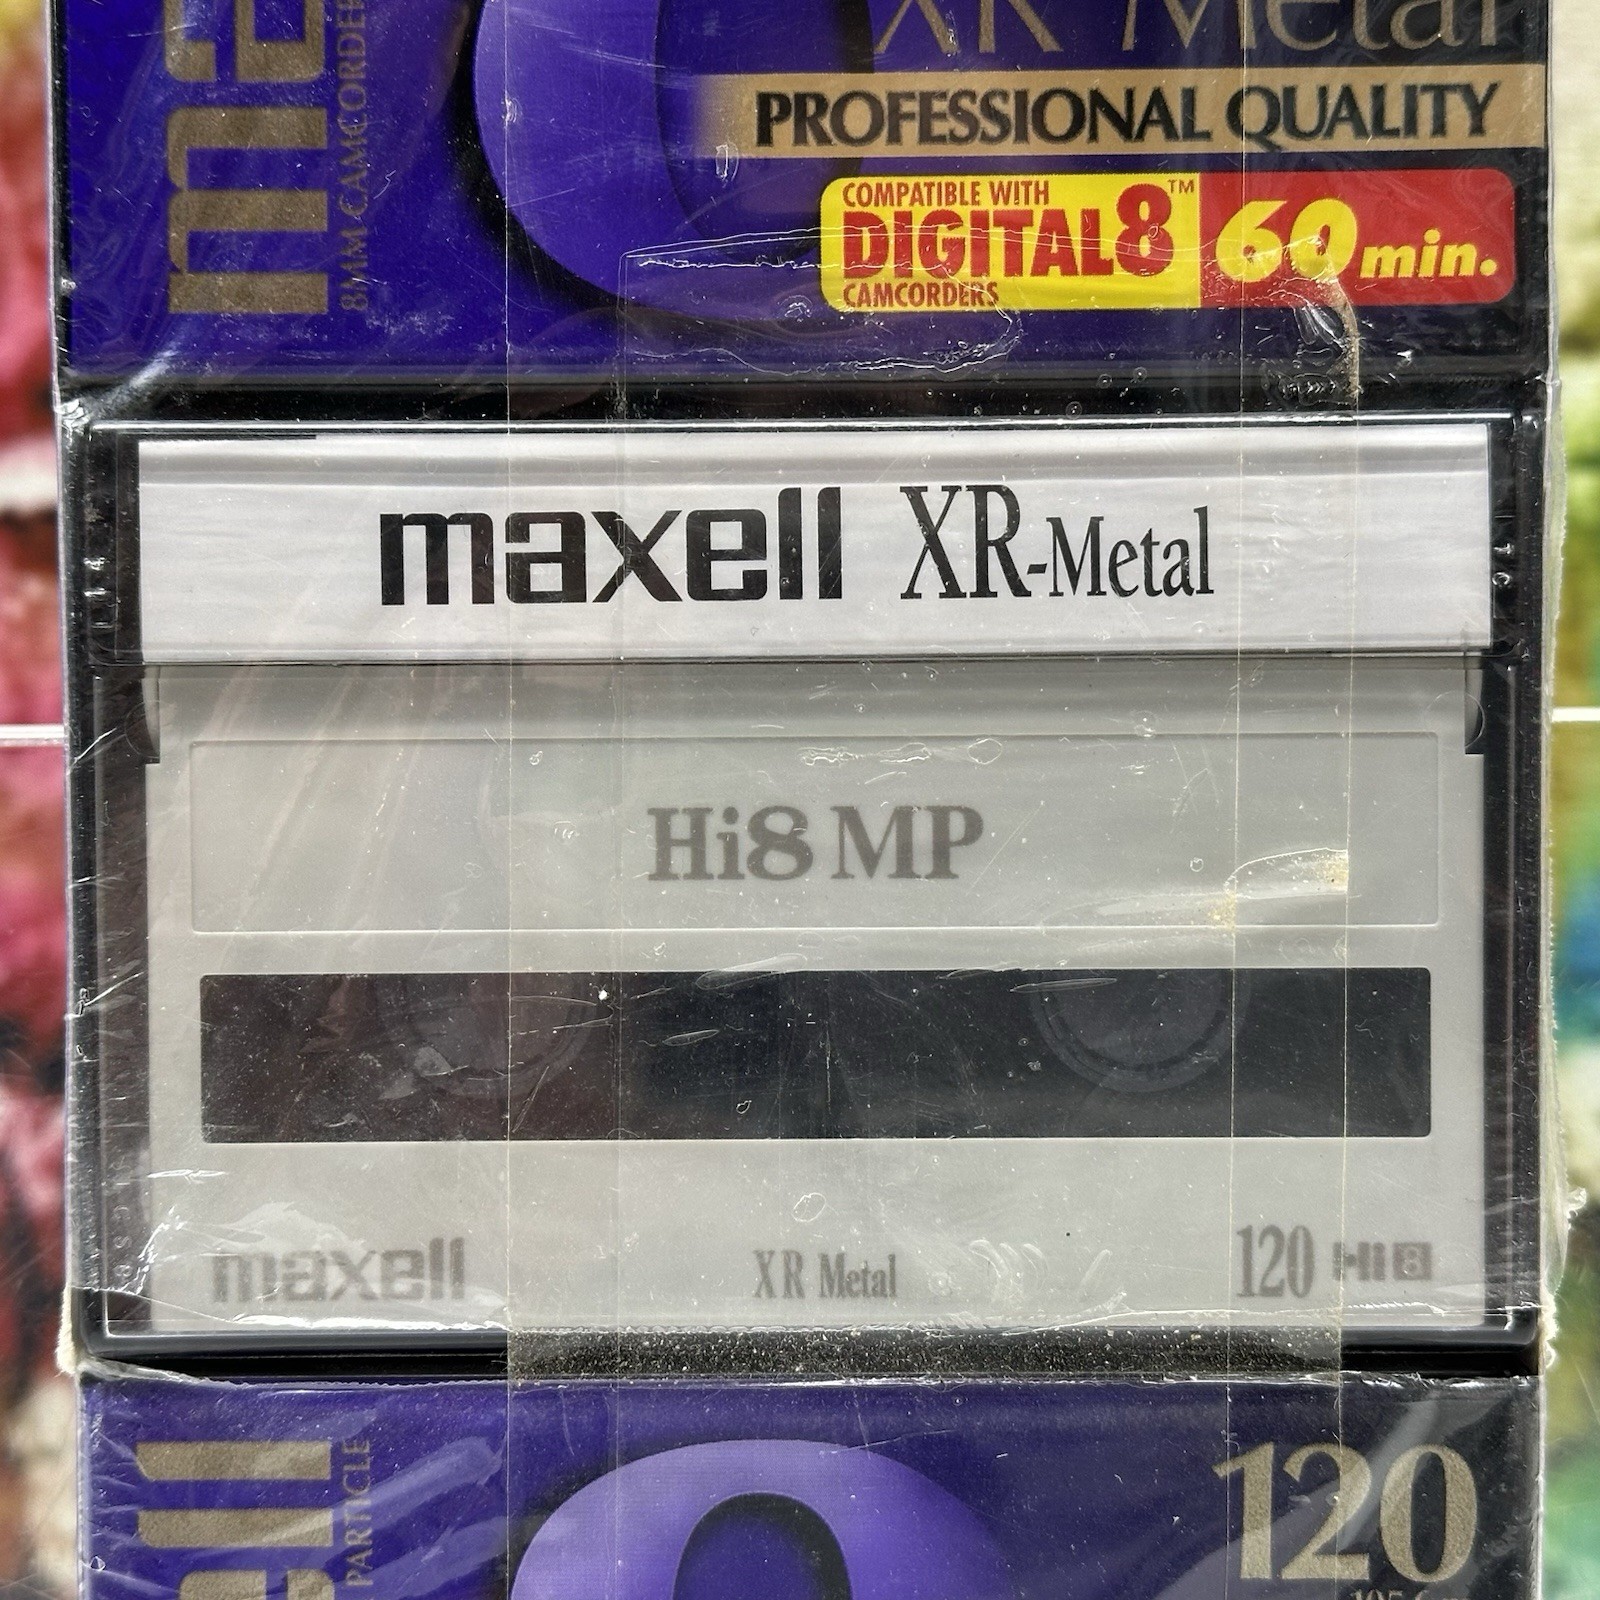 XR Metal
PROFESSIONAL QUALITY
8MM CAMCORDER
COMPATIBLE WITH
DIGITAL8™
CAMCORDERS
60 min.
maxell XR-Metal
Hi8 MP
maxell XR Metal 120 Hi8
ell
PARTICLE
120